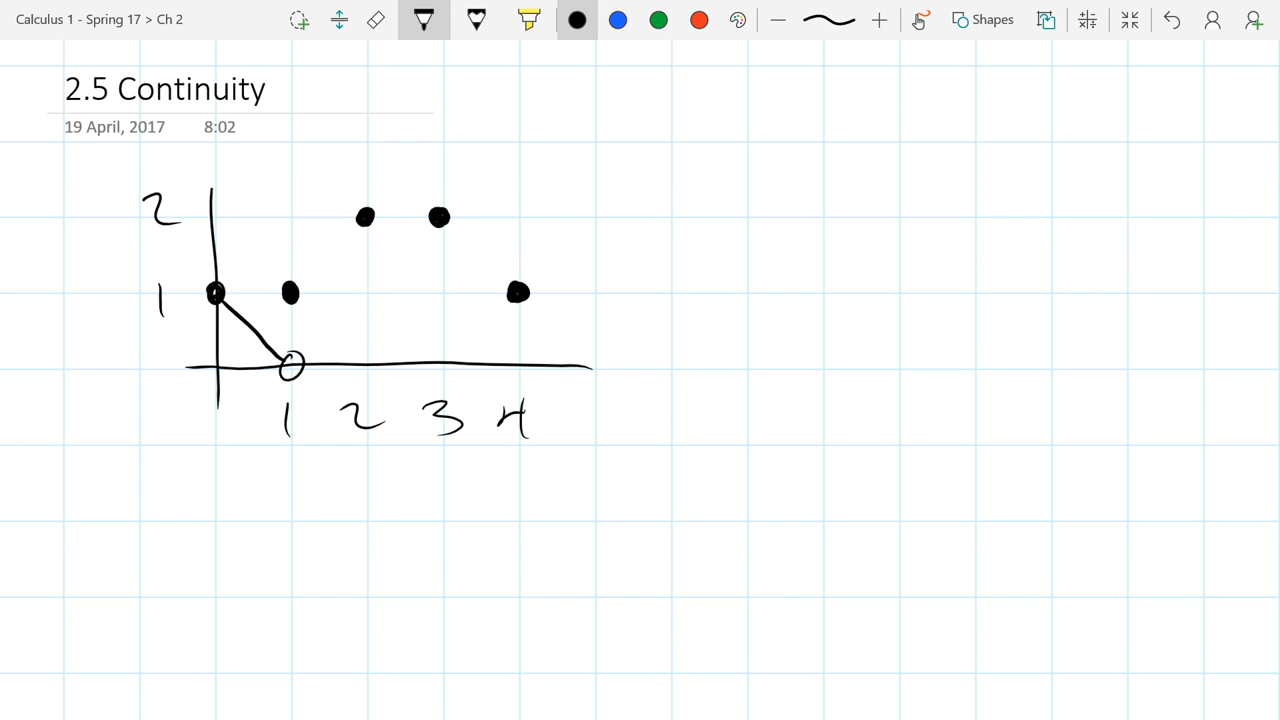 Calculus 1 - Spring 17 > Ch 2
Shapes
2.5 Continuity
19 April, 2017 8:02
2
1
1 2 3 4